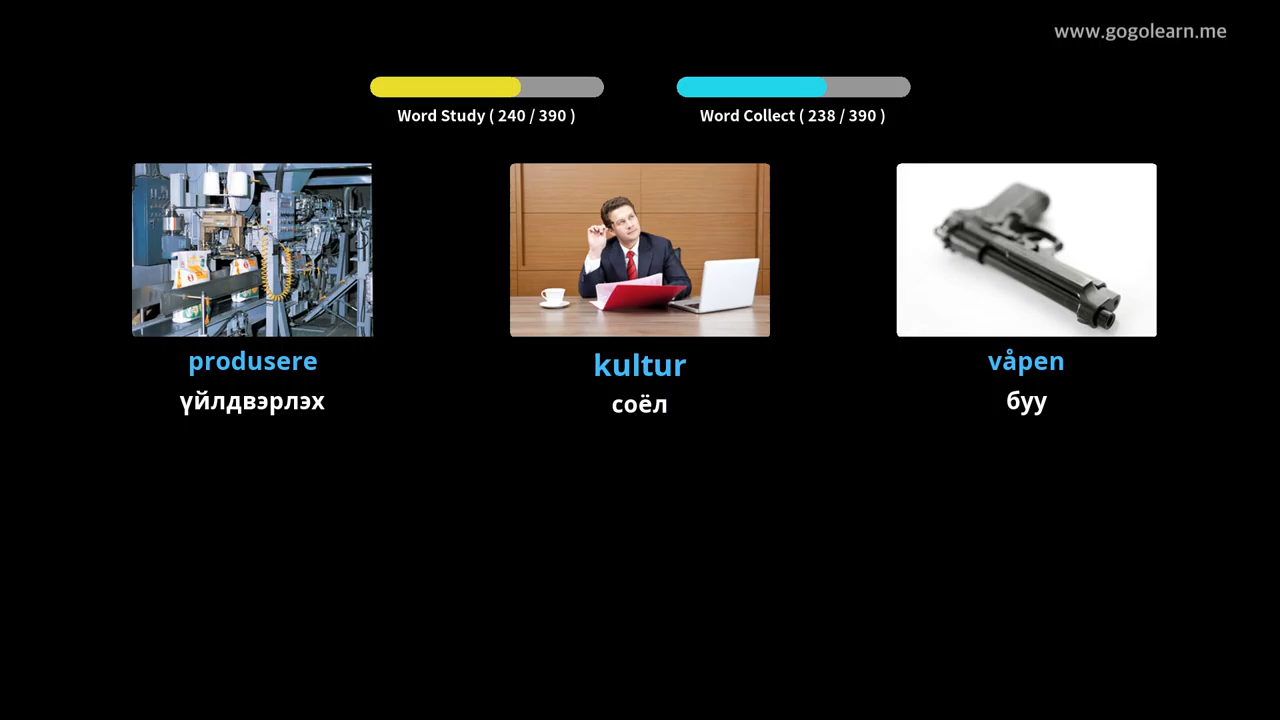 www.gogolearn.me
Word Study ( 240 / 390 )
Word Collect ( 238 / 390 )
produsere
үйлдвэрлэх
kultur
соёл
våpen
буу